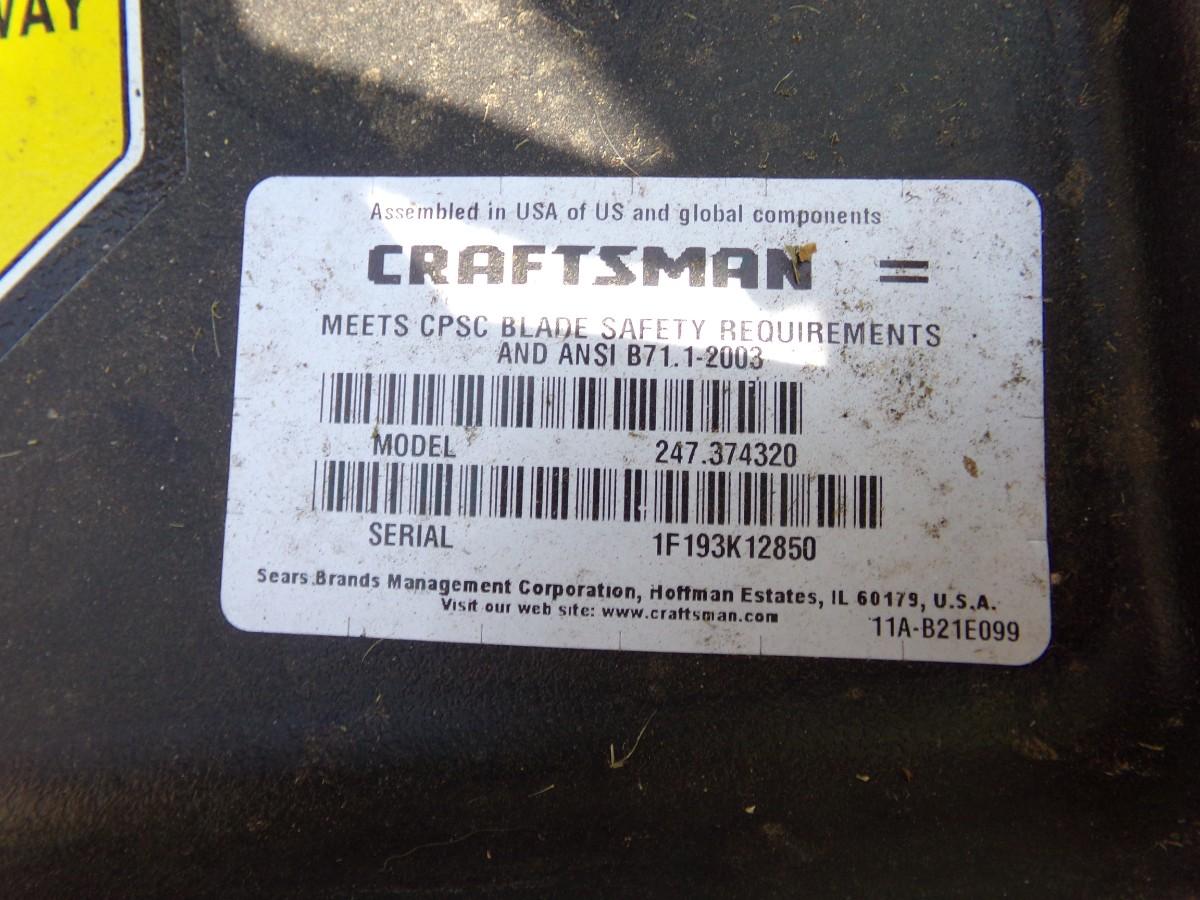 WAY
Assembled in USA of US and global components
CRAFTSMAN
MEETS CPSC BLADE SAFETY REQUIREMENTS
AND ANSI B71.1-2003
MODEL 247.374320
SERIAL 1F193K12850
Sears Brands Management Corporation, Hoffman Estates, IL 60179, U.S.A.
Visit our web site: www.craftsman.com
11A-B21E099